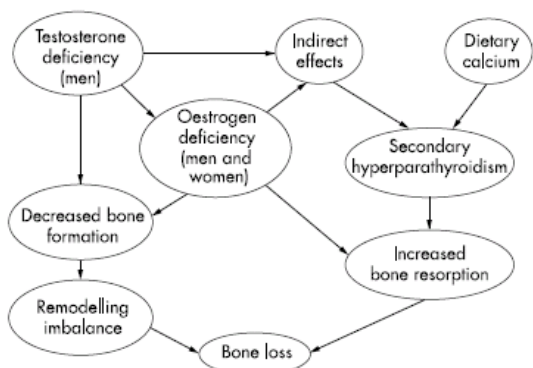 Testosterone
deficiency
(men)
Indirect
effects
Dietary
calcium
Oestrogen
deficiency
(men and
women)
Secondary
hyperparathyroidism
Decreased bone
formation
Increased
bone resorption
Remodelling
imbalance
Bone loss